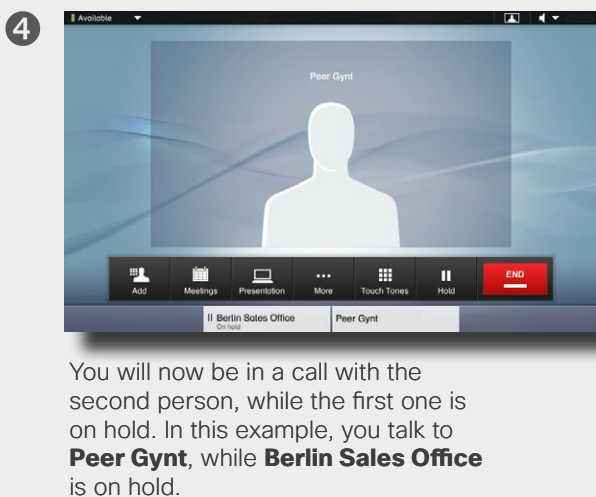 4
Available
Peer Gynt
Add Meetings Presentation More Touch Tones Hold END
Berlin Sales Office Peer Gynt
On hold
You will now be in a call with the
second person, while the first one is
on hold. In this example, you talk to
Peer Gynt, while Berlin Sales Office
is on hold.